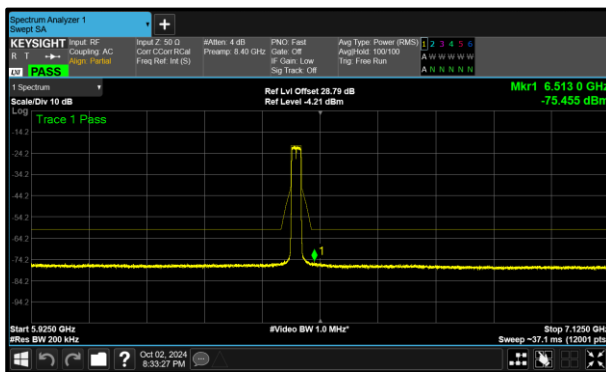 Spectrum Analyzer 1
Swept SA
KEYSIGHT
R T
LXI PASS
Input: RF
Coupling: AC
Align: Partial
Input Z: 50 Ω
Corr CCorr RCal
Freq Ref: Int (S)
#Atten: 4 dB
Preamp: 8.40 GHz
PNO: Fast
Gate: Off
IF Gain: Low
Sig Track: Off
Avg Type: Power (RMS)
Avg|Hold: 100/100
Trig: Free Run
1 2 3 4 5 6
A W W W W W
A N N N N N
1 Spectrum
Scale/Div 10 dB
Ref Lvl Offset 28.79 dB
Ref Level -4.21 dBm
Mkr1 6.513 0 GHz
-75.455 dBm
Log
Trace 1 Pass
-14.2
-24.2
-34.2
-44.2
-54.2
-64.2
-74.2
-84.2
-94.2
1
Start 5.9250 GHz
#Res BW 200 kHz
#Video BW 1.0 MHz*
Stop 7.1250 GHz
Sweep ~37.1 ms (12001 pts)
?
Oct 02, 2024
8:33:27 PM